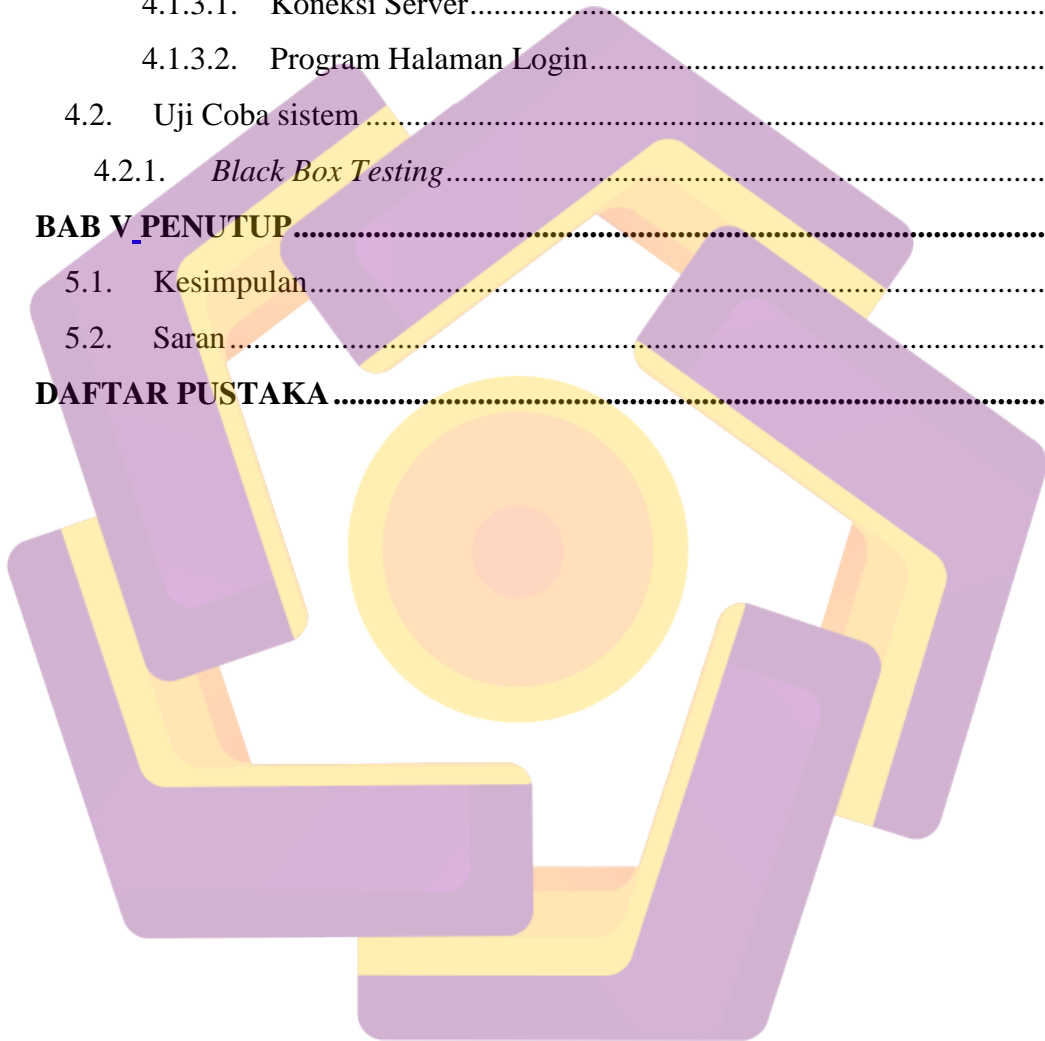 4.1.3.1. Koneksi Server................................................................................
4.1.3.2. Program Halaman Login................................................................
4.2. Uji Coba sistem................................................................................
4.2.1. Black Box Testing................................................................................
BAB V PENUTUP................................................................................
5.1. Kesimpulan................................................................................
5.2. Saran................................................................................
DAFTAR PUSTAKA................................................................................